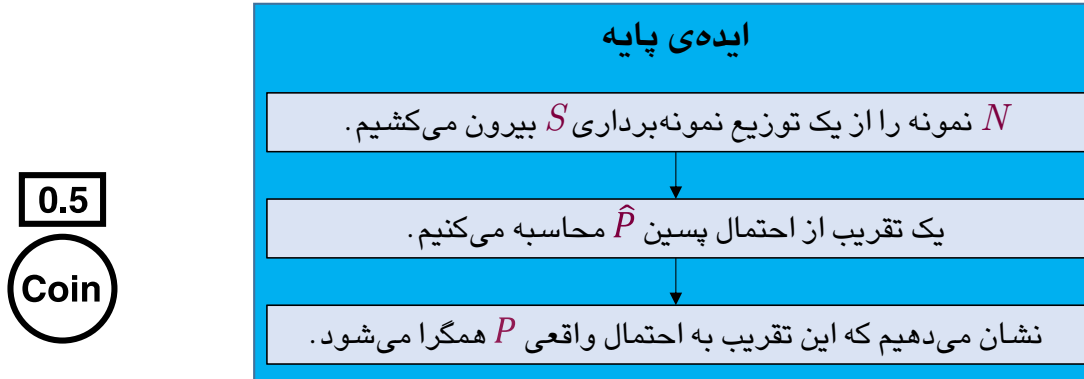 ایده‌ی پایه
N نمونه را از یک توزیع نمونه‌برداری S بیرون می‌کشیم.
یک تقریب از احتمال پسین P̂ محاسبه می‌کنیم.
نشان می‌دهیم که این تقریب به احتمال واقعی P همگرا می‌شود.
0.5
Coin